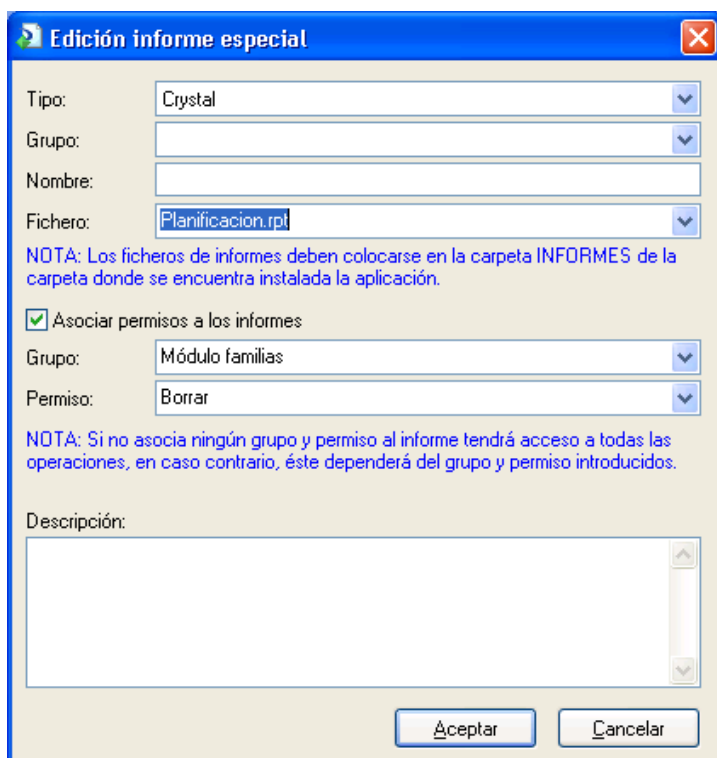 Edición informe especial
Tipo: Crystal
Grupo:
Nombre:
Fichero: Planificacion.rpt
NOTA: Los ficheros de informes deben colocarse en la carpeta INFORMES de la
carpeta donde se encuentra instalada la aplicación.
Asociar permisos a los informes
Grupo: Módulo familias
Permiso: Borrar
NOTA: Si no asocia ningún grupo y permiso al informe tendrá acceso a todas las
operaciones, en caso contrario, éste dependerá del grupo y permiso introducidos.
Descripción:
Aceptar Cancelar